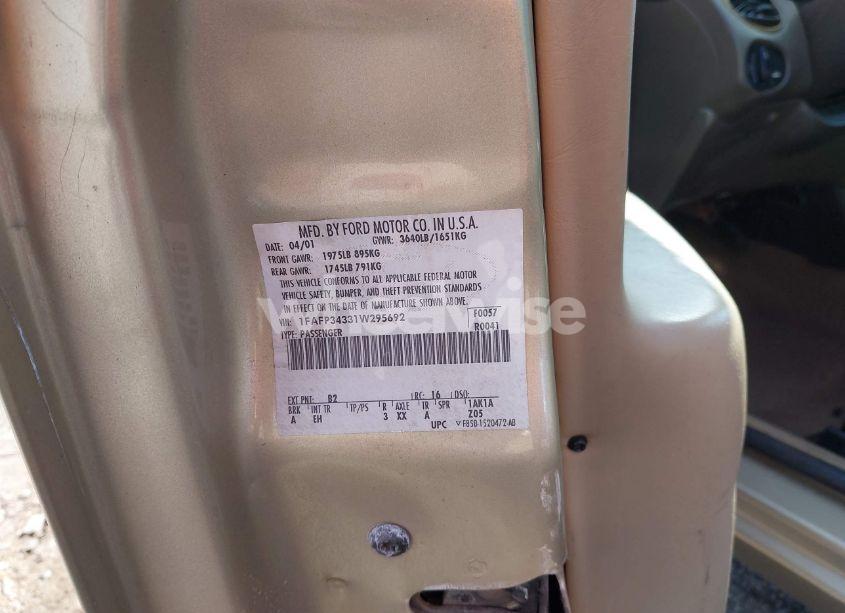 MFD. BY FORD MOTOR CO. IN U.S.A.
DATE: 04/01 GVWR: 3640LB/1651KG
FRONT GAWR: 1975LB 895KG
REAR GAWR: 1745LB 791KG
THIS VEHICLE CONFORMS TO ALL APPLICABLE FEDERAL MOTOR
VEHICLE SAFETY, BUMPER, AND THEFT PREVENTION STANDARDS
IN EFFECT ON THE DATE OF MANUFACTURE SHOWN ABOVE.
VIN: 1FAFP34331W295692 F0057
TYPE: PASSENGER R0041
EXT PNT: B2 RC: 16 DSO:
BRK INT TR TP/PS R AXLE TR SPR 1AK1A
A EH 3 XX A Z05
UPC F85B-1520472-AB